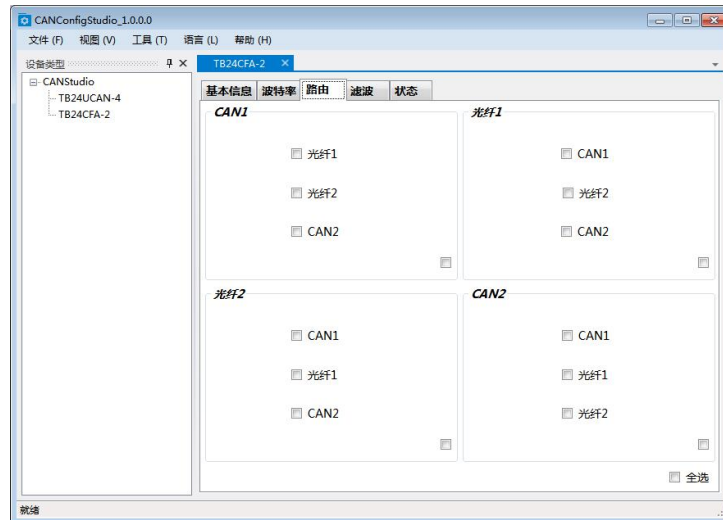 CANConfigStudio_1.0.0.0
文件 (F) 视图 (V) 工具 (T) 语言 (L) 帮助 (H)
设备类型
TB24CFA-2
CANStudio
TB24UCAN-4
TB24CFA-2
基本信息 波特率 路由 滤波 状态
CAN1
光纤1
光纤2
CAN2
光纤1
CAN1
光纤2
CAN2
光纤2
CAN1
光纤1
CAN2
CAN2
CAN1
光纤1
光纤2
全选
就绪